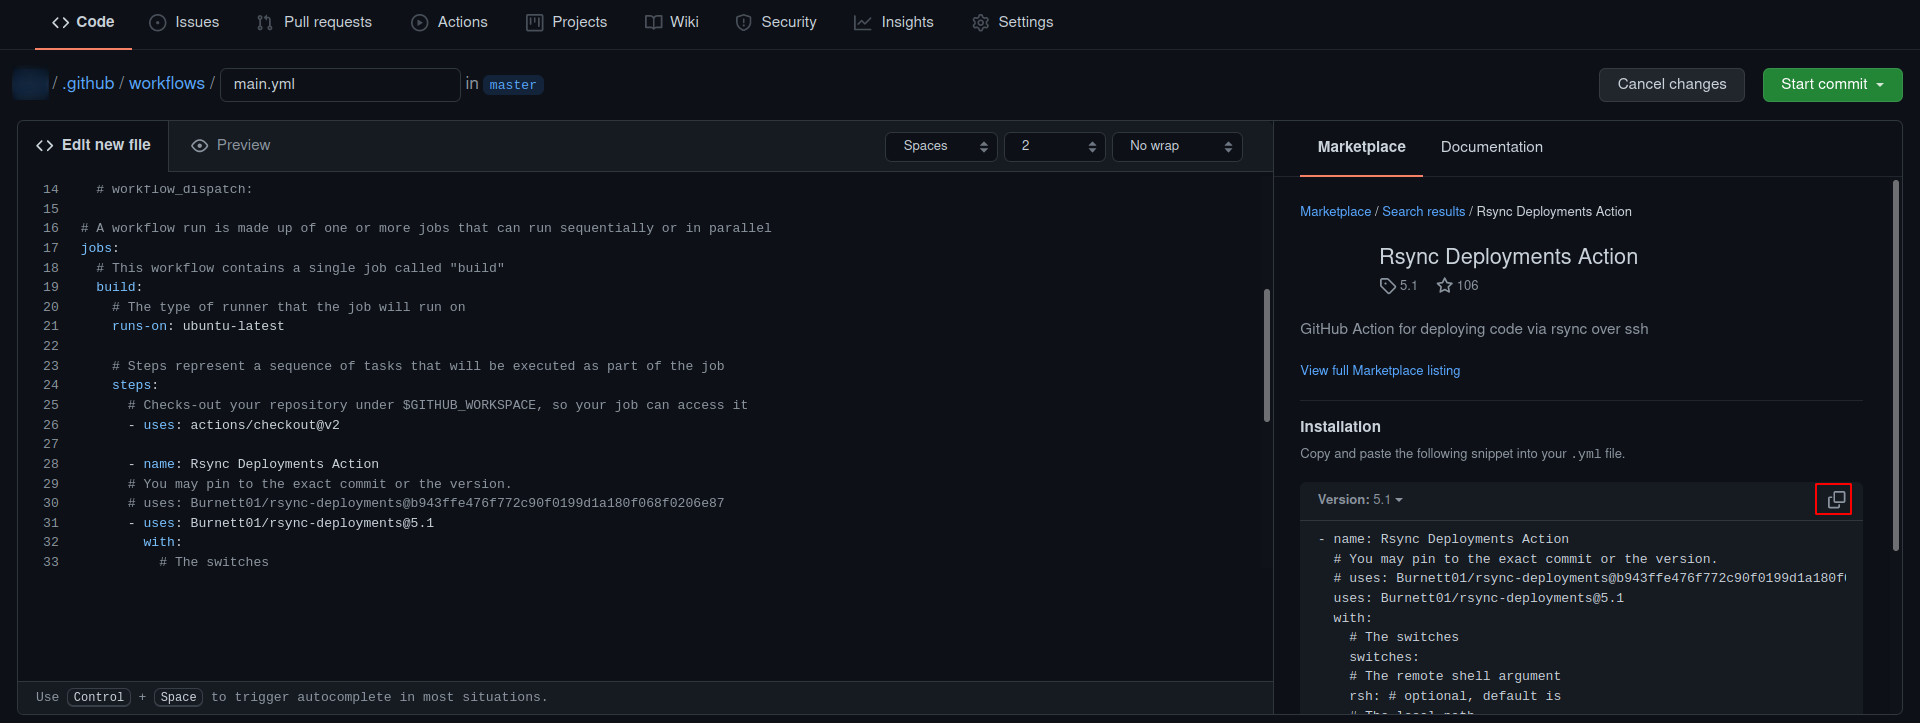 Code Issues Pull requests Actions Projects Wiki Security Insights Settings
/ .github / workflows / main.yml in master Cancel changes Start commit
Edit new file Preview Spaces 2 No wrap
14 # workflow_dispatch:
15
16 # A workflow run is made up of one or more jobs that can run sequentially or in parallel
17 jobs:
18 # This workflow contains a single job called "build"
19 build:
20 # The type of runner that the job will run on
21 runs-on: ubuntu-latest
22
23 # Steps represent a sequence of tasks that will be executed as part of the job
24 steps:
25 # Checks-out your repository under $GITHUB_WORKSPACE, so your job can access it
26 - uses: actions/checkout@v2
27
28 - name: Rsync Deployments Action
29 # You may pin to the exact commit or the version.
30 # uses: Burnett01/rsync-deployments@b943ffe476f772c90f0199d1a180f068f0206e87
31 - uses: Burnett01/rsync-deployments@5.1
32 with:
33 # The switches
Use Control + Space to trigger autocomplete in most situations.
Marketplace Documentation
Marketplace / Search results / Rsync Deployments Action
Rsync Deployments Action
5.1 106
GitHub Action for deploying code via rsync over ssh
View full Marketplace listing
Installation
Copy and paste the following snippet into your .yml file.
Version: 5.1
- name: Rsync Deployments Action
# You may pin to the exact commit or the version.
# uses: Burnett01/rsync-deployments@b943ffe476f772c90f0199d1a180f
uses: Burnett01/rsync-deployments@5.1
with:
# The switches
switches:
# The remote shell argument
rsh: # optional, default is
# The local path